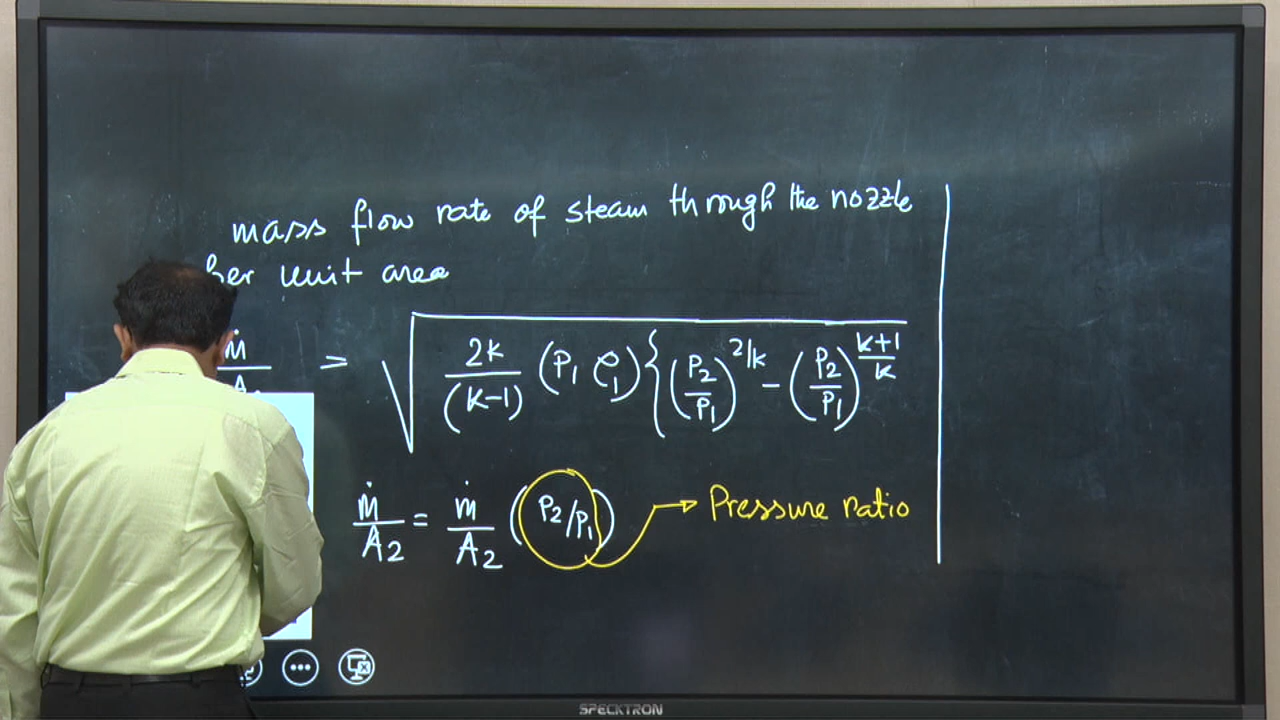 mass flow rate of steam through the nozzle
per unit area
ṁ/A₂ = √( 2k/(k-1) (P₁ ρ₁) { (P₂/P₁)^(2/k) - (P₂/P₁)^((k+1)/k)
ṁ/A₂ = ṁ/A₂ (P₂/P₁) → Pressure ratio
SPECKTRON